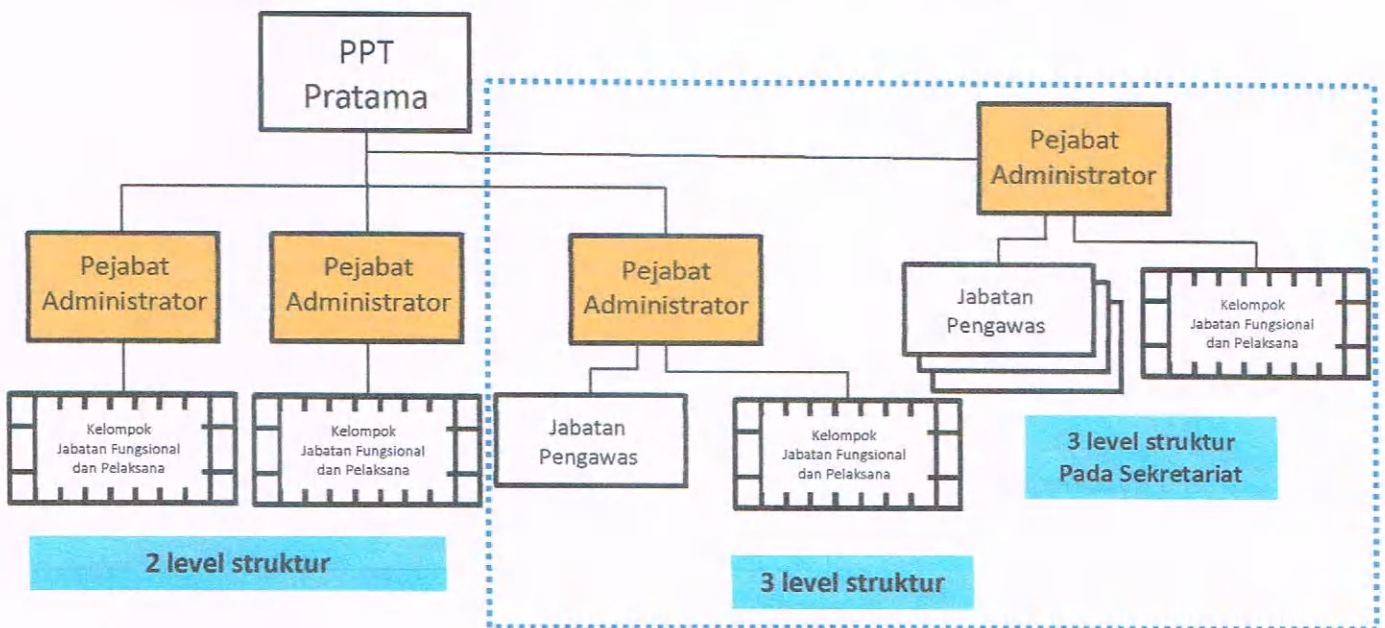 PPT
Pratama
Pejabat
Administrator
Pejabat
Administrator
Pejabat
Administrator
Pejabat
Administrator
Jabatan
Pengawas
Kelompok
Jabatan Fungsional
dan Pelaksana
Kelompok
Jabatan Fungsional
dan Pelaksana
Kelompok
Jabatan Fungsional
dan Pelaksana
Jabatan
Pengawas
Kelompok
Jabatan Fungsional
dan Pelaksana
3 level struktur
Pada Sekretariat
2 level struktur
3 level struktur